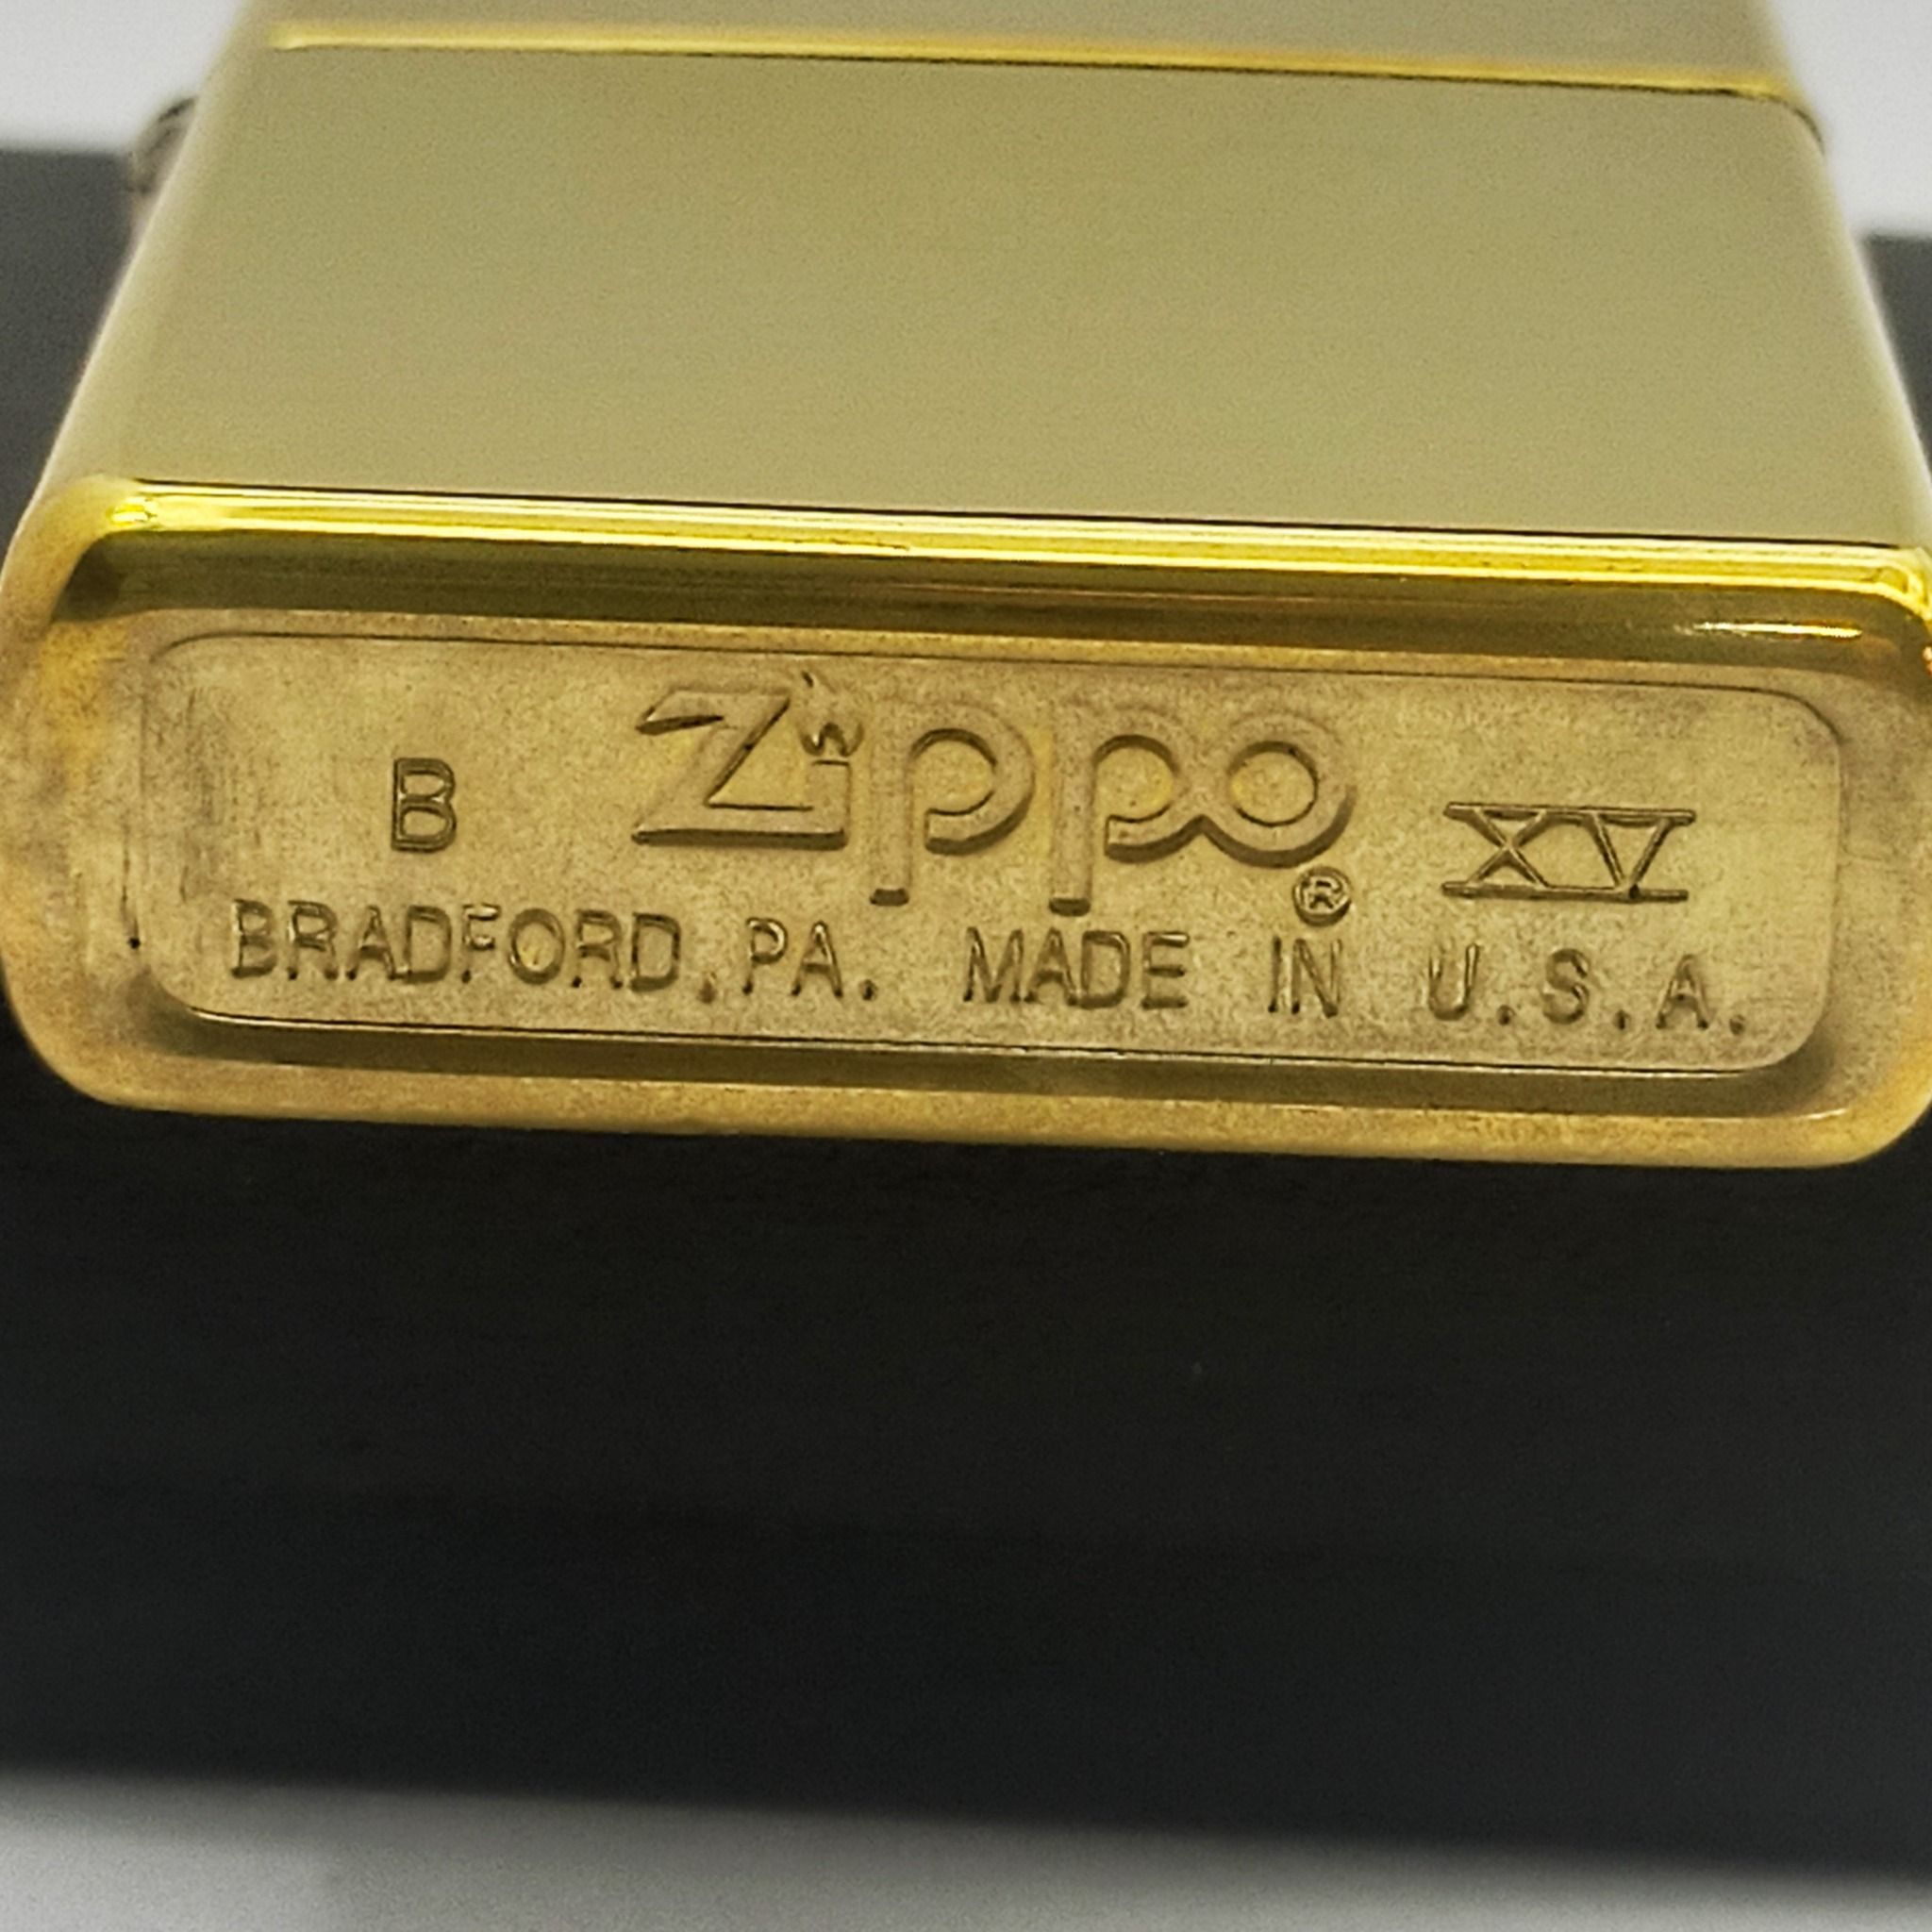 B Zippo ® XV
BRADFORD, PA. MADE IN U.S.A.